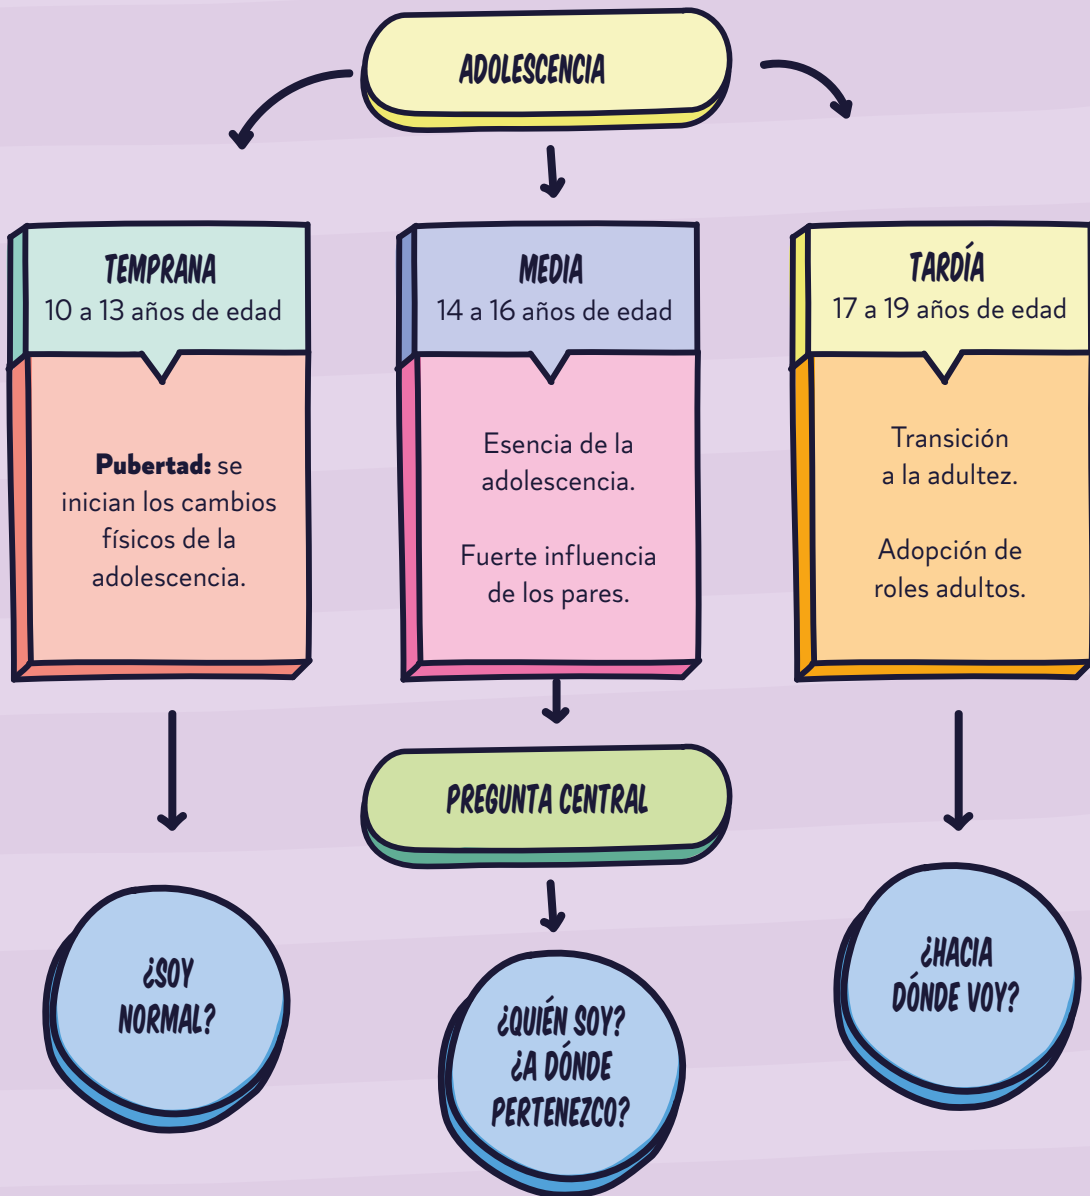 ADOLESCENCIA
TEMPRANA
10 a 13 años de edad
Pubertad: se
inician los cambios
físicos de la
adolescencia.
MEDIA
14 a 16 años de edad
Esencia de la
adolescencia.
Fuerte influencia
de los pares.
TARDÍA
17 a 19 años de edad
Transición
a la adultez.
Adopción de
roles adultos.
PREGUNTA CENTRAL
¿SOY
NORMAL?
¿QUIÉN SOY?
¿A DÓNDE
PERTENEZCO?
¿HACIA
DÓNDE VOY?